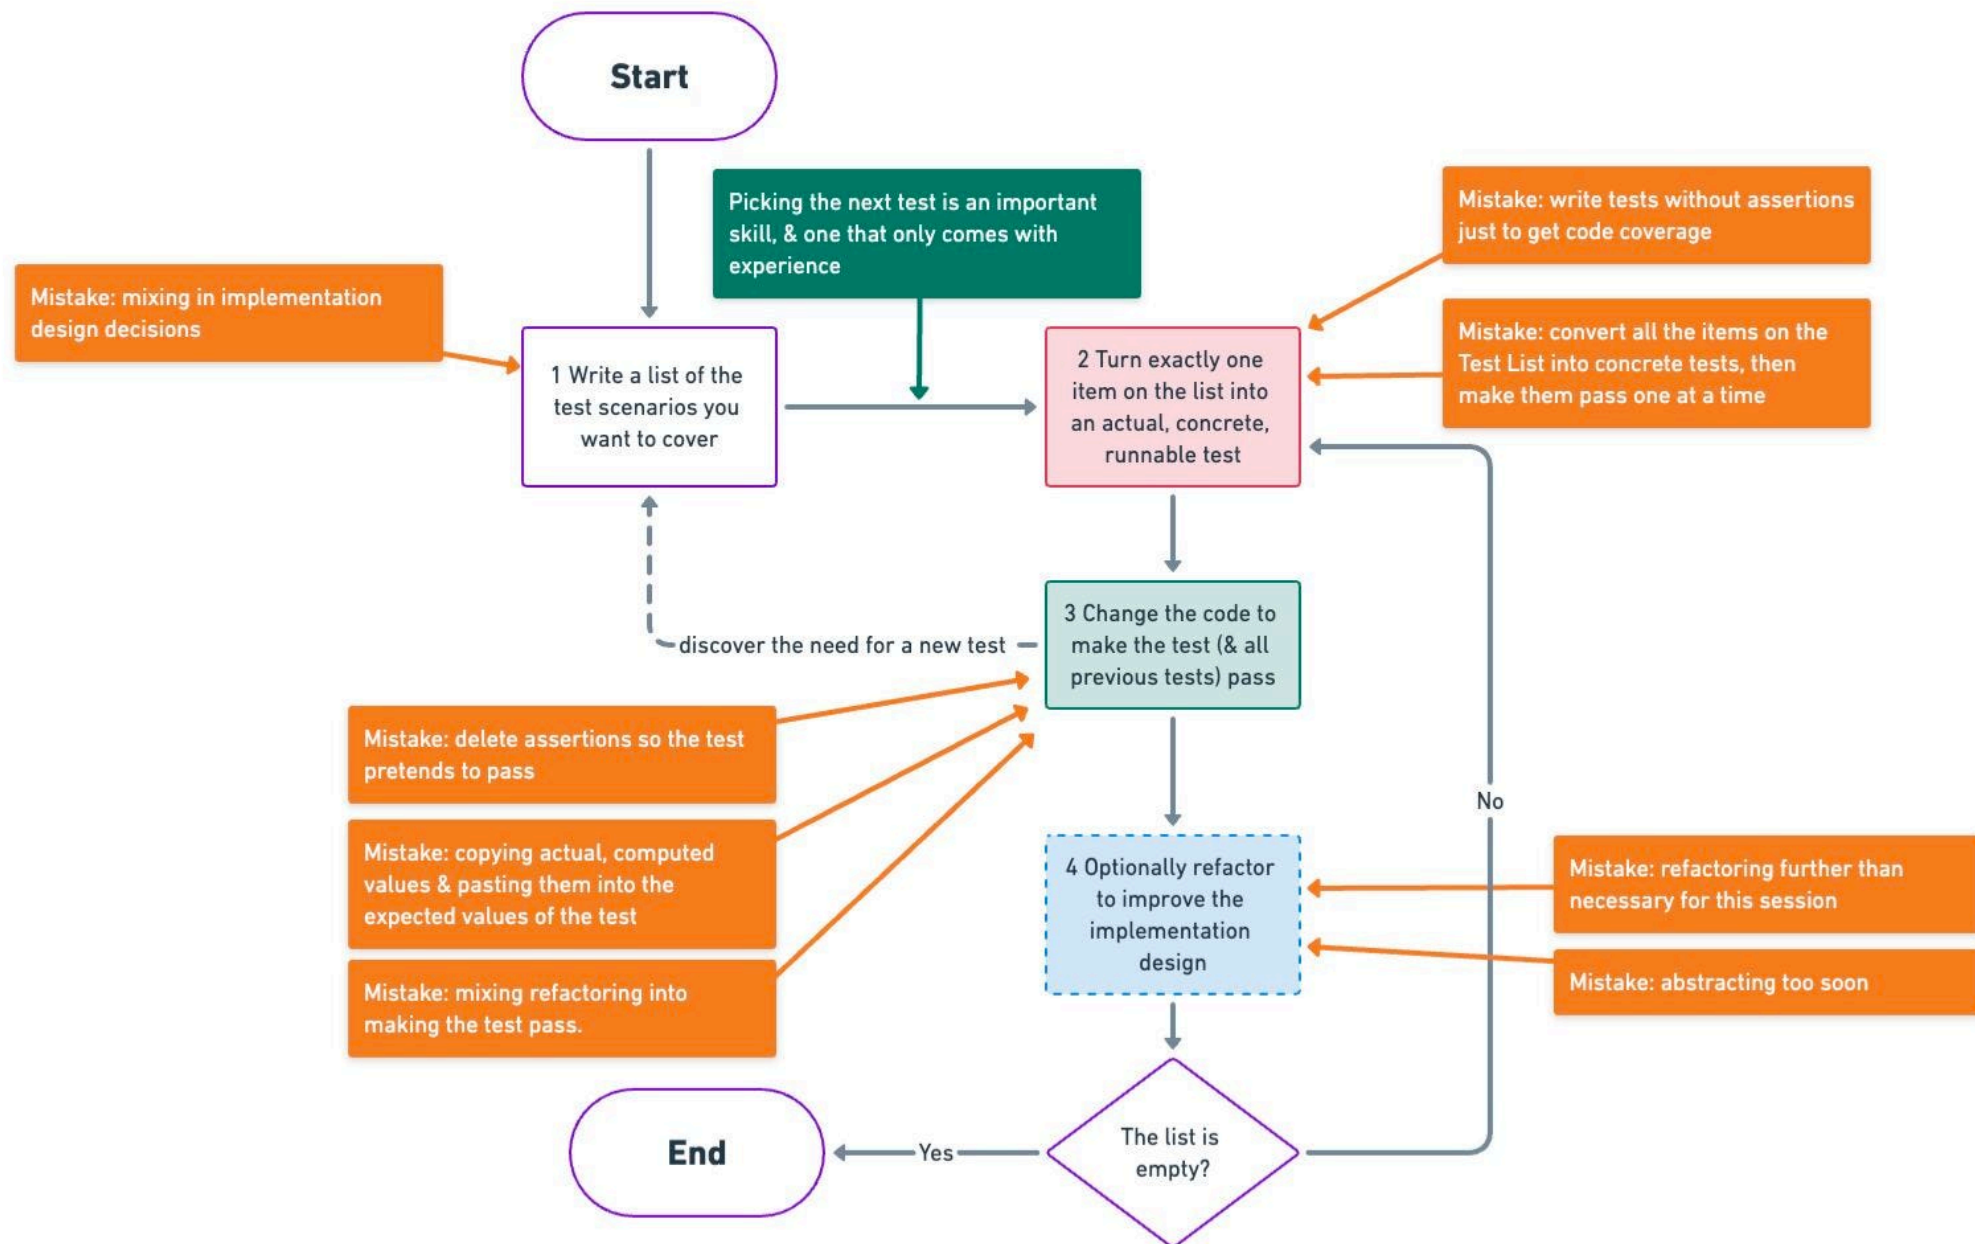 Start
Picking the next test is an important
skill, & one that only comes with
experience
Mistake: write tests without assertions
just to get code coverage
Mistake: mixing in implementation
design decisions
1 Write a list of the
test scenarios you
want to cover
2 Turn exactly one
item on the list into
an actual, concrete,
runnable test
Mistake: convert all the items on the
Test List into concrete tests, then
make them pass one at a time
discover the need for a new test
3 Change the code to
make the test (& all
previous tests) pass
Mistake: delete assertions so the test
pretends to pass
Mistake: copying actual, computed
values & pasting them into the
expected values of the test
Mistake: mixing refactoring into
making the test pass.
No
4 Optionally refactor
to improve the
implementation
design
Mistake: refactoring further than
necessary for this session
Mistake: abstracting too soon
The list is
empty?
Yes
End